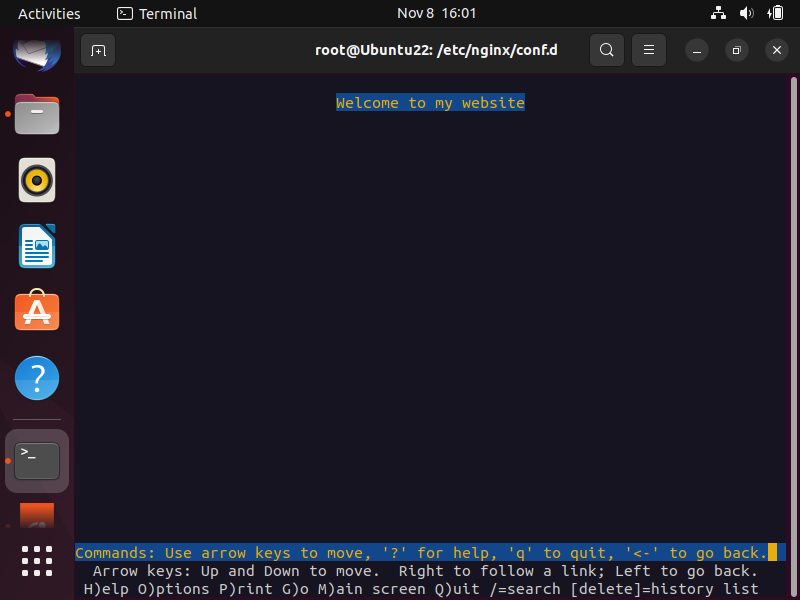 Activities
Terminal
Nov 8 16:01
root@Ubuntu22: /etc/nginx/conf.d
Welcome to my website
Commands: Use arrow keys to move, '?' for help, 'q' to quit, '<-' to go back.
Arrow keys: Up and Down to move.  Right to follow a link; Left to go back.
H)elp O)ptions P)rint G)o M)ain screen Q)uit /=search [delete]=history list